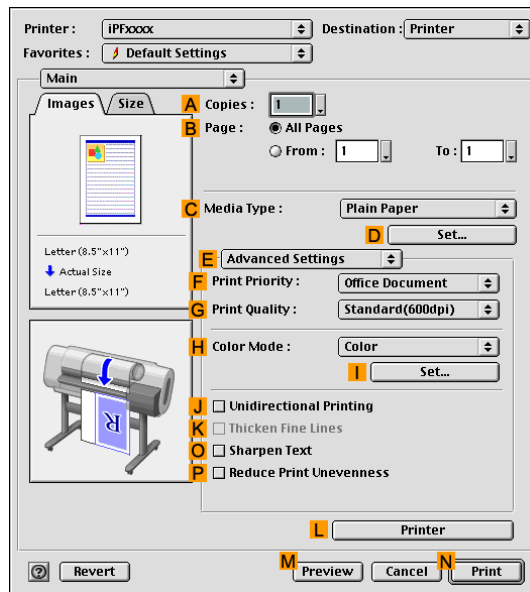 Printer : iPFxxxx Destination : Printer
Favorites : Default Settings
Main
Images Size
A Copies : 1
B Page : All Pages
From : 1 To : 1
C Media Type : Plain Paper
D Set...
Letter (8.5"x11")
Actual Size
Letter (8.5"x11")
E Advanced Settings
F Print Priority : Office Document
G Print Quality : Standard(600dpi)
H Color Mode : Color
I Set...
R
J Unidirectional Printing
K Thicken Fine Lines
O Sharpen Text
P Reduce Print Unevenness
L Printer
? Revert M Preview Cancel N Print